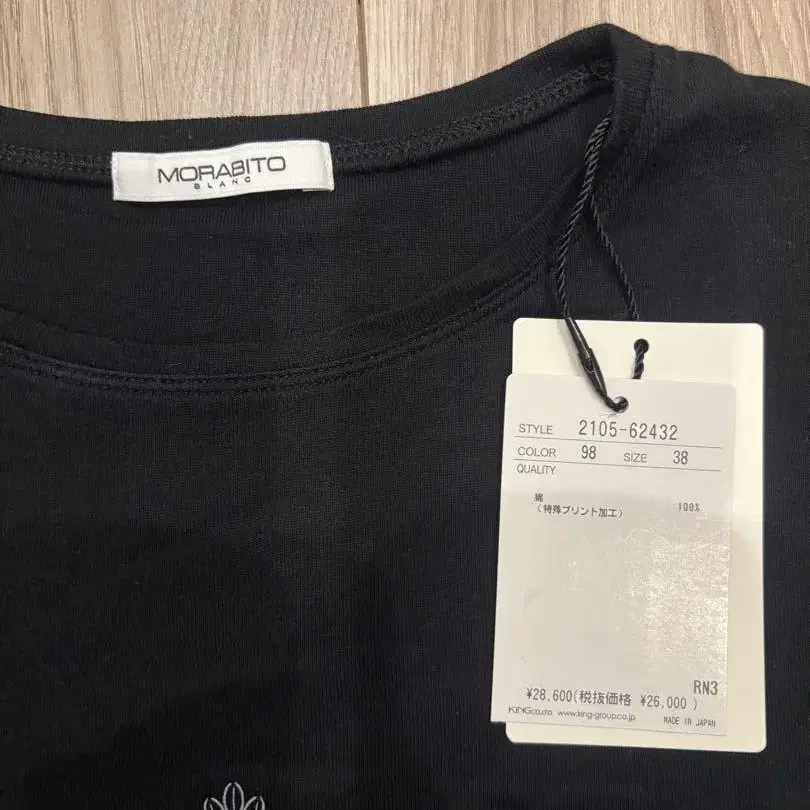 MORABITO
BLANC
STYLE 2105-62432
COLOR 98 SIZE 38
QUALITY
綿 100%
(特殊プリント加工)
RN3
¥28,600(税抜価格 ¥26,000 )
KING CO.,LTD. www.king-group.co.jp MADE IN JAPAN